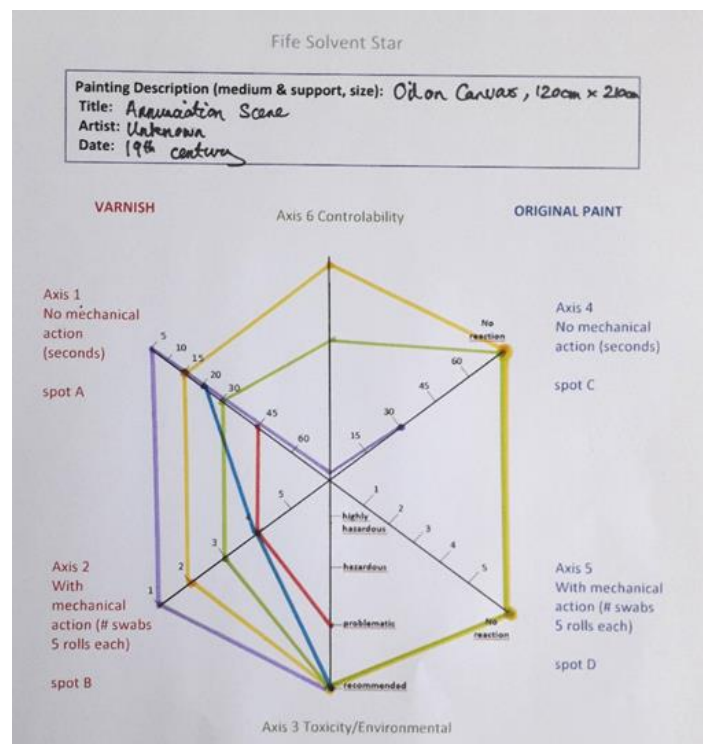 Fife Solvent Star
Painting Description (medium & support, size): Oil on Canvas, 120cm x 210cm
Title: Annunciation Scene
Artist: Unknown
Date: 19th century
VARNISH
Axis 6 Controlability
ORIGINAL PAINT
Axis 1
No mechanical
action
(seconds)
spot A
Axis 4
No mechanical
action (seconds)
spot C
5
10
15
20
30
45
60
No
reaction
60
45
30
15
5
4
3
2
1
1
2
3
4
5
No
reaction
highly
hazardous
hazardous
problematic
recommended
Axis 2
With
mechanical
action (# swabs
5 rolls each)
spot B
Axis 5
With mechanical
action (# swabs
5 rolls each)
spot D
Axis 3 Toxicity/Environmental